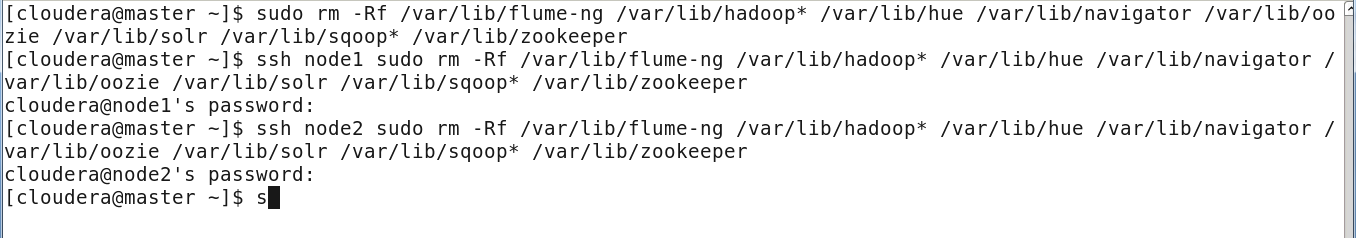 [cloudera@master ~]$ sudo rm -Rf /var/lib/flume-ng /var/lib/hadoop* /var/lib/hue /var/lib/navigator /var/lib/oo
zie /var/lib/solr /var/lib/sqoop* /var/lib/zookeeper
[cloudera@master ~]$ ssh node1 sudo rm -Rf /var/lib/flume-ng /var/lib/hadoop* /var/lib/hue /var/lib/navigator /
var/lib/oozie /var/lib/solr /var/lib/sqoop* /var/lib/zookeeper
cloudera@node1's password:
[cloudera@master ~]$ ssh node2 sudo rm -Rf /var/lib/flume-ng /var/lib/hadoop* /var/lib/hue /var/lib/navigator /
var/lib/oozie /var/lib/solr /var/lib/sqoop* /var/lib/zookeeper
cloudera@node2's password:
[cloudera@master ~]$ s